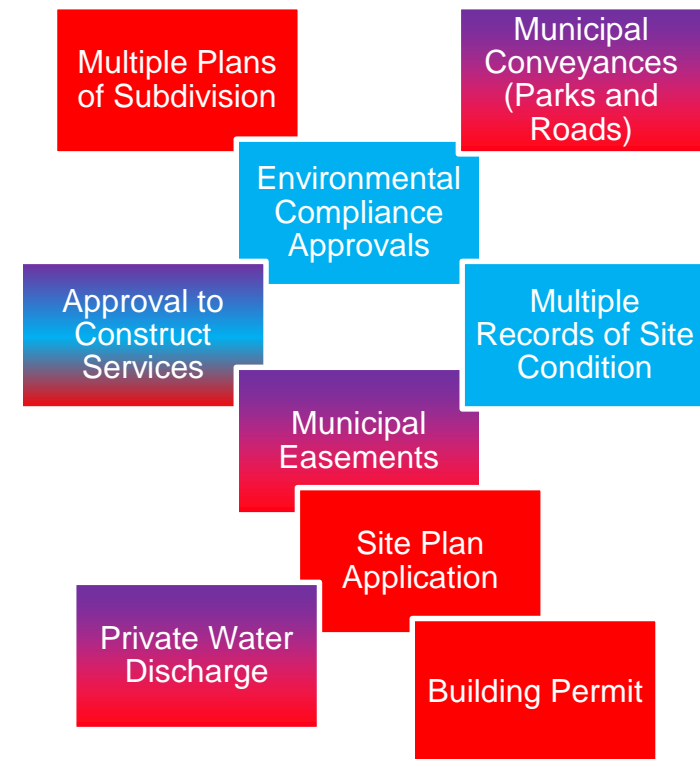 Multiple Plans
of Subdivision
Municipal
Conveyances
(Parks and
Roads)
Environmental
Compliance
Approvals
Approval to
Construct
Services
Multiple
Records of Site
Condition
Municipal
Easements
Site Plan
Application
Private Water
Discharge
Building Permit